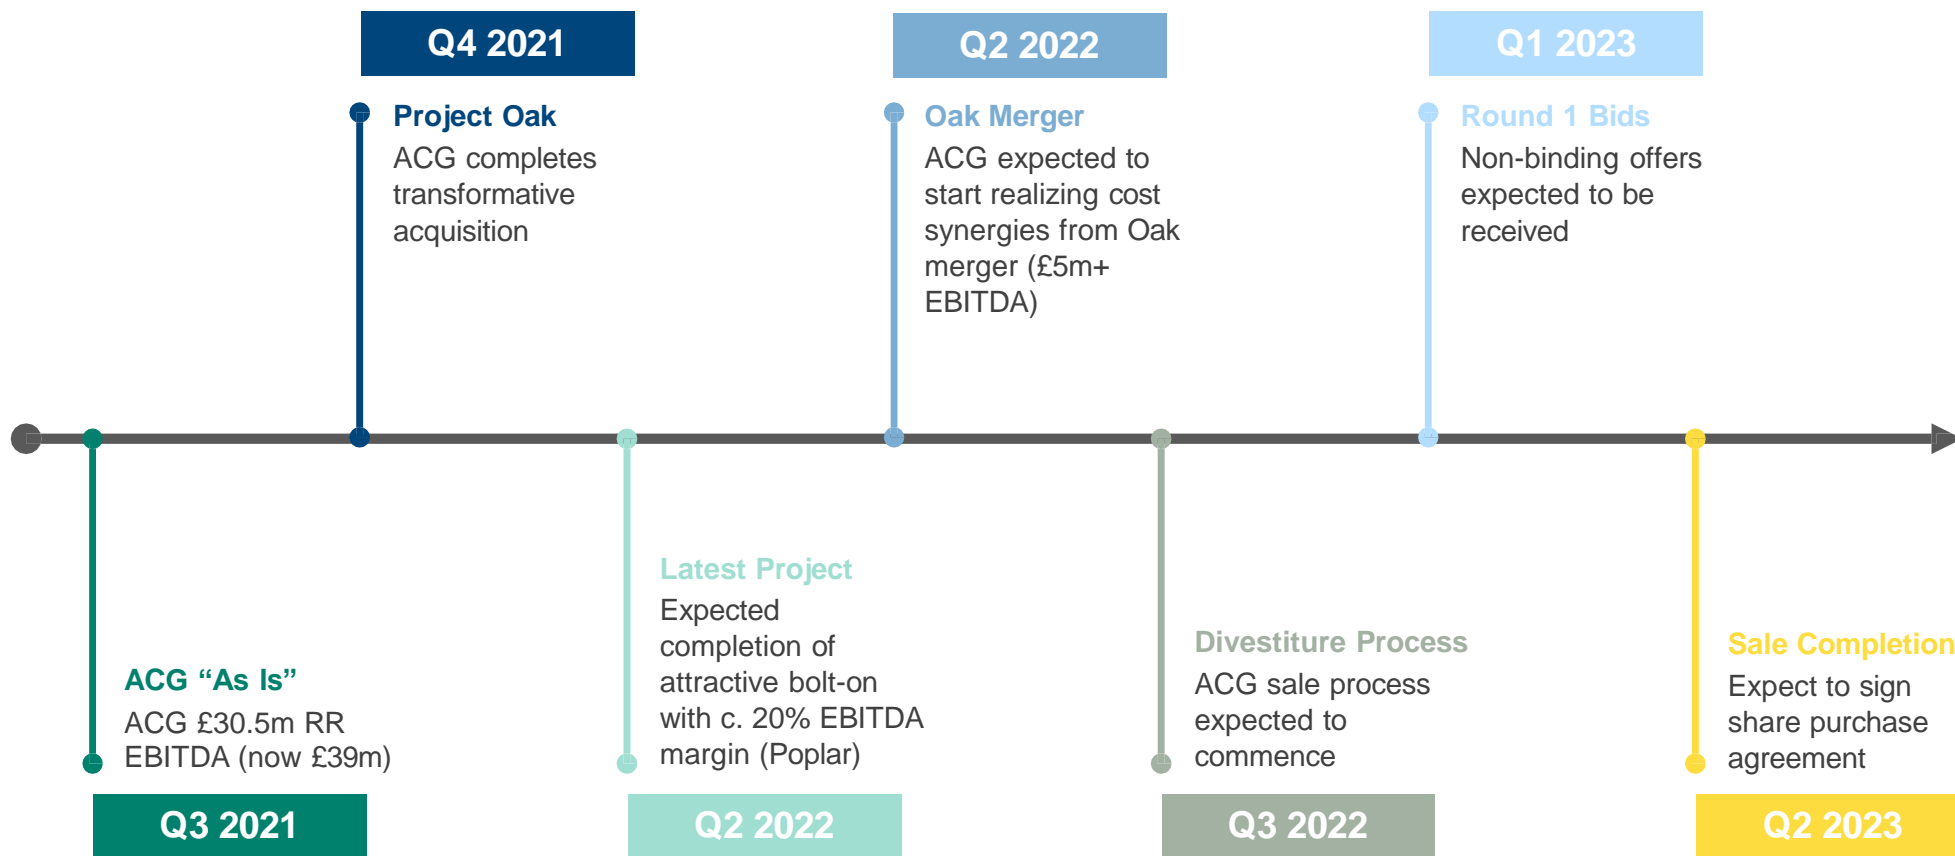 Q4 2021
Project Oak
ACG completes
transformative
acquisition
Q2 2022
Oak Merger
ACG expected to
start realizing cost
synergies from Oak
merger (£5m+
EBITDA)
Q1 2023
Round 1 Bids
Non-binding offers
expected to be
received
ACG “As Is”
ACG £30.5m RR
EBITDA (now £39m)
Q3 2021
Latest Project
Expected
completion of
attractive bolt-on
with c. 20% EBITDA
margin (Poplar)
Q2 2022
Divestiture Process
ACG sale process
expected to
commence
Q3 2022
Sale Completion
Expect to sign
share purchase
agreement
Q2 2023